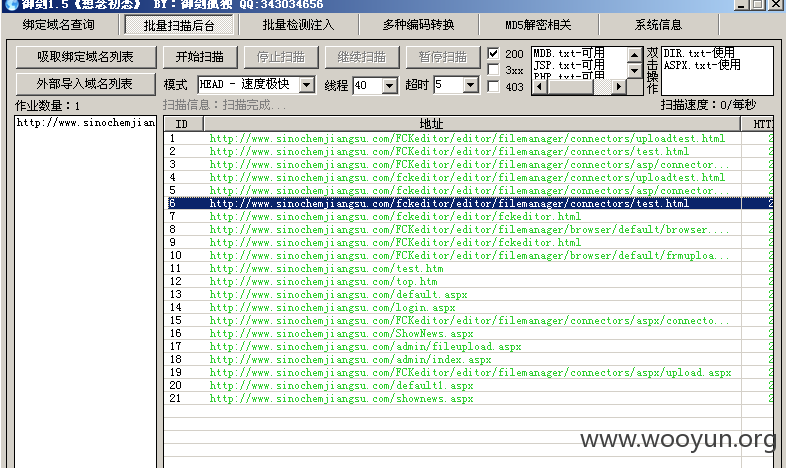 御剑1.5《想念初恋》 BY：御剑孤独 QQ:343034656
绑定域名查询 批量扫描后台 批量检测注入 多种编码转换 MD5解密相关 系统信息
吸取绑定域名列表 开始扫描 停止扫描 继续扫描 暂停扫描 200 MDB.txt-可用 双击操作 DIR.txt-使用
3xx JSP.txt-可用 ASPX.txt-使用
外部导入域名列表 模式 HEAD - 速度极快 线程 40 超时 5 403 PHP.txt-可用
作业数量：1 扫描信息：扫描完成... 扫描速度：0/每秒
http://www.sinochemjian ID 地址 HTT
1 http://www.sinochemjiangsu.com/FCKeditor/editor/filemanager/connectors/uploadtest.html 2
2 http://www.sinochemjiangsu.com/FCKeditor/editor/filemanager/connectors/test.html 2
3 http://www.sinochemjiangsu.com/FCKeditor/editor/filemanager/connectors/asp/connector... 2
4 http://www.sinochemjiangsu.com/fckeditor/editor/filemanager/connectors/uploadtest.html 2
5 http://www.sinochemjiangsu.com/fckeditor/editor/filemanager/connectors/asp/connector... 2
6 http://www.sinochemjiangsu.com/fckeditor/editor/filemanager/connectors/test.html 2
7 http://www.sinochemjiangsu.com/fckeditor/editor/fckeditor.html 2
8 http://www.sinochemjiangsu.com/FCKeditor/editor/filemanager/browser/default/browser.... 2
9 http://www.sinochemjiangsu.com/FCKeditor/editor/fckeditor.html 2
10 http://www.sinochemjiangsu.com/FCKeditor/editor/filemanager/browser/default/frmuploa... 2
11 http://www.sinochemjiangsu.com/test.htm 2
12 http://www.sinochemjiangsu.com/top.htm 2
13 http://www.sinochemjiangsu.com/default.aspx 2
14 http://www.sinochemjiangsu.com/login.aspx 2
15 http://www.sinochemjiangsu.com/FCKeditor/editor/filemanager/connectors/aspx/connecto... 2
16 http://www.sinochemjiangsu.com/ShowNews.aspx 2
17 http://www.sinochemjiangsu.com/admin/fileupload.aspx 2
18 http://www.sinochemjiangsu.com/admin/index.aspx 2
19 http://www.sinochemjiangsu.com/FCKeditor/editor/filemanager/connectors/aspx/upload.aspx 2
20 http://www.sinochemjiangsu.com/default1.aspx 2
21 http://www.sinochemjiangsu.com/shownews.aspx 2
www.wooyun.org